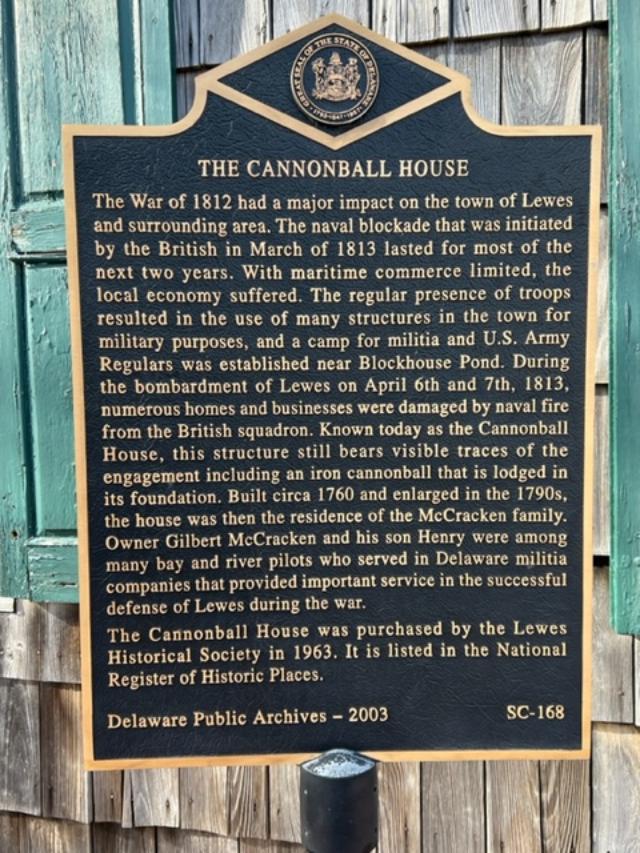 GREAT SEAL OF THE STATE OF DELAWARE
1793·1847·1907
THE CANNONBALL HOUSE
The War of 1812 had a major impact on the town of Lewes
and surrounding area. The naval blockade that was initiated
by the British in March of 1813 lasted for most of the
next two years. With maritime commerce limited, the
local economy suffered. The regular presence of troops
resulted in the use of many structures in the town for
military purposes, and a camp for militia and U.S. Army
Regulars was established near Blockhouse Pond. During
the bombardment of Lewes on April 6th and 7th, 1813,
numerous homes and businesses were damaged by naval fire
from the British squadron. Known today as the Cannonball
House, this structure still bears visible traces of the
engagement including an iron cannonball that is lodged in
its foundation. Built circa 1760 and enlarged in the 1790s,
the house was then the residence of the McCracken family.
Owner Gilbert McCracken and his son Henry were among
many bay and river pilots who served in Delaware militia
companies that provided important service in the successful
defense of Lewes during the war.
The Cannonball House was purchased by the Lewes
Historical Society in 1963. It is listed in the National
Register of Historic Places.
Delaware Public Archives – 2003 SC-168